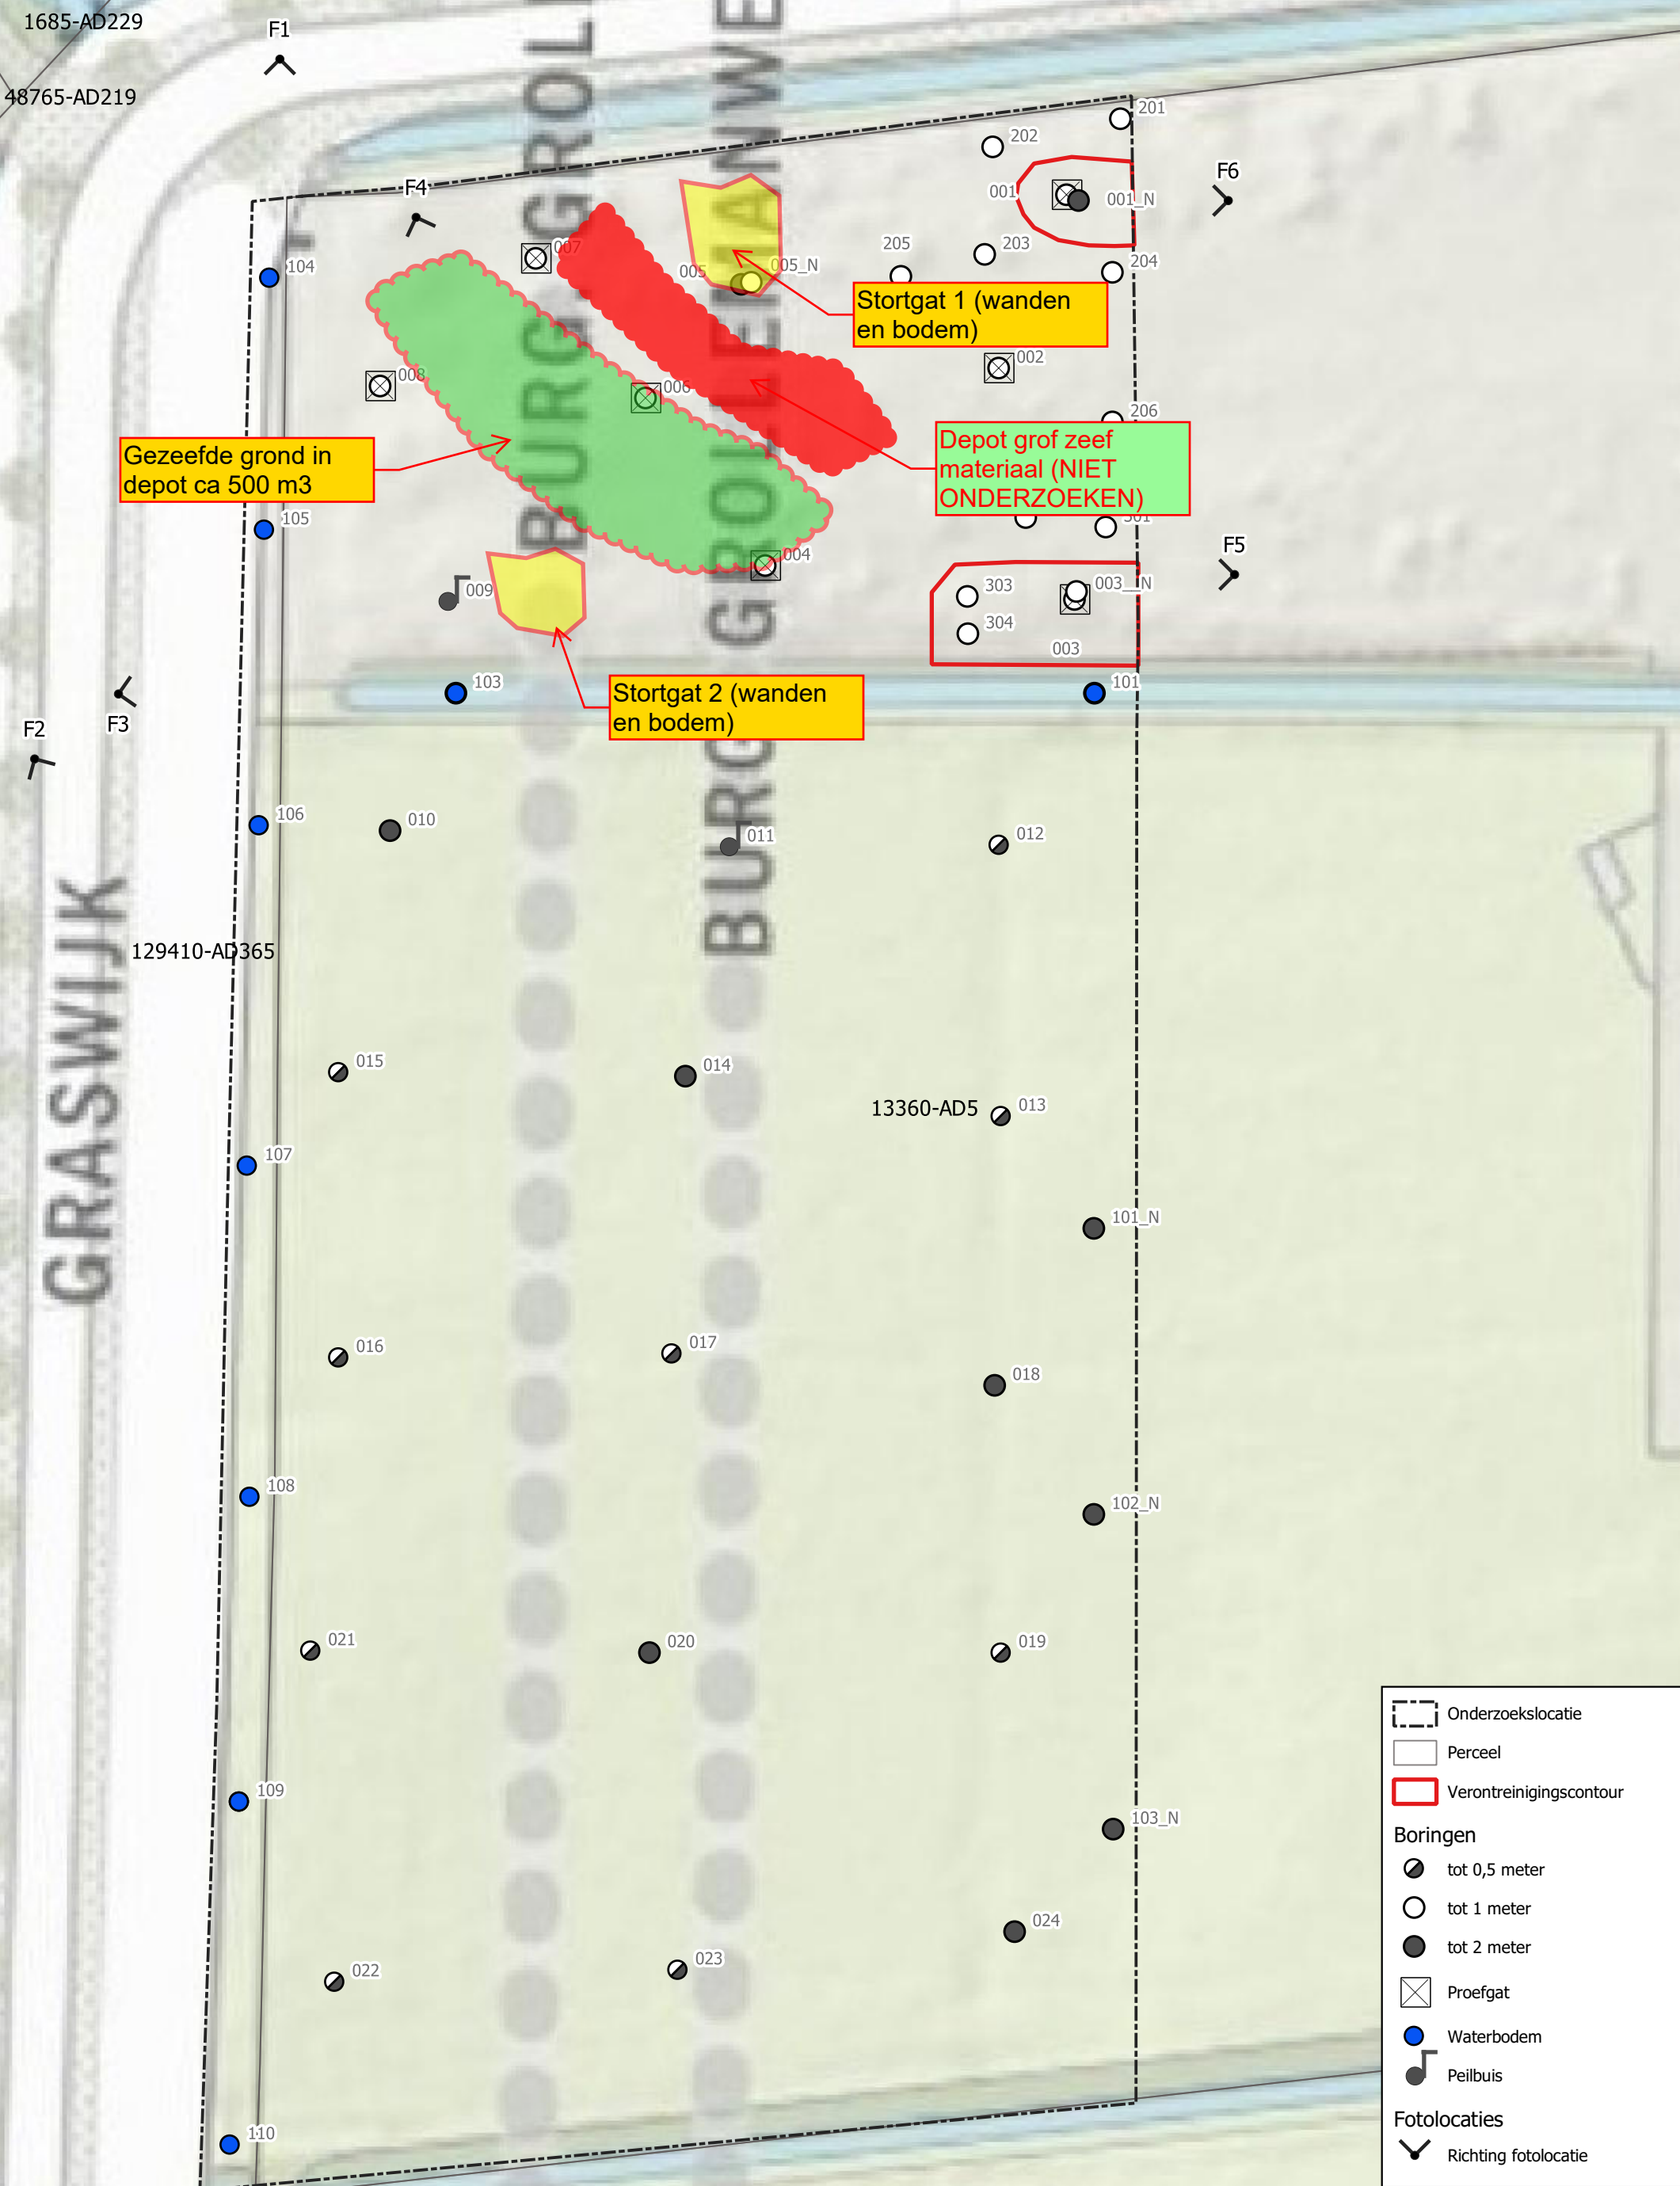 1685-AD229
F1
48765-AD219
201
202
F4
001
001_N
F6
007
205
203
204
104
005
005_N
Stortgat 1 (wanden
en bodem)
002
008
006
206
Gezeefde grond in
depot ca 500 m3
Depot grof zeef
materiaal (NIET
ONDERZOEKEN)
105
301
004
F5
009
303
003__N
304
003
103
101
Stortgat 2 (wanden
en bodem)
F3
F2
106
010
011
012
GRASWIJK
129410-AD365
015
014
13360-AD5
013
107
101_N
016
017
018
108
102_N
021
020
019
109
103_N
024
022
023
110
Onderzoekslocatie
Perceel
Verontreinigingscontour
Boringen
tot 0,5 meter
tot 1 meter
tot 2 meter
Proefgat
Waterbodem
Peilbuis
Fotolocaties
Richting fotolocatie